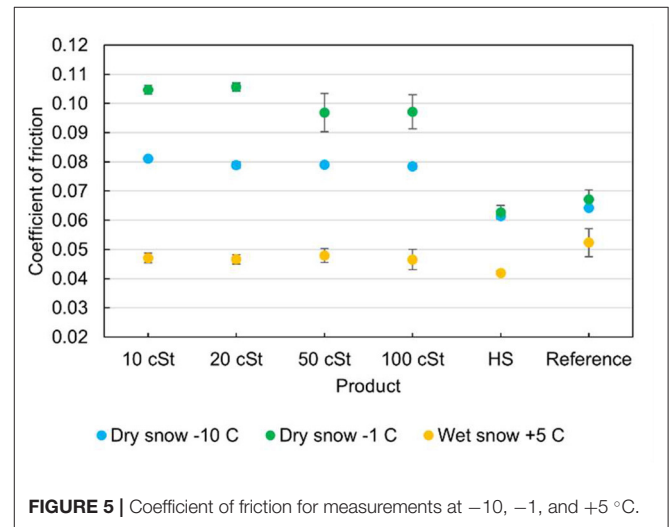 0.12
0.11
0.10
0.09
0.08
0.07
0.06
0.05
0.04
0.03
0.02
Coefficient of friction
10 cSt 20 cSt 50 cSt 100 cSt HS Reference
Product
Dry snow -10 C Dry snow -1 C Wet snow +5 C
FIGURE 5 | Coefficient of friction for measurements at −10, −1, and +5 °C.